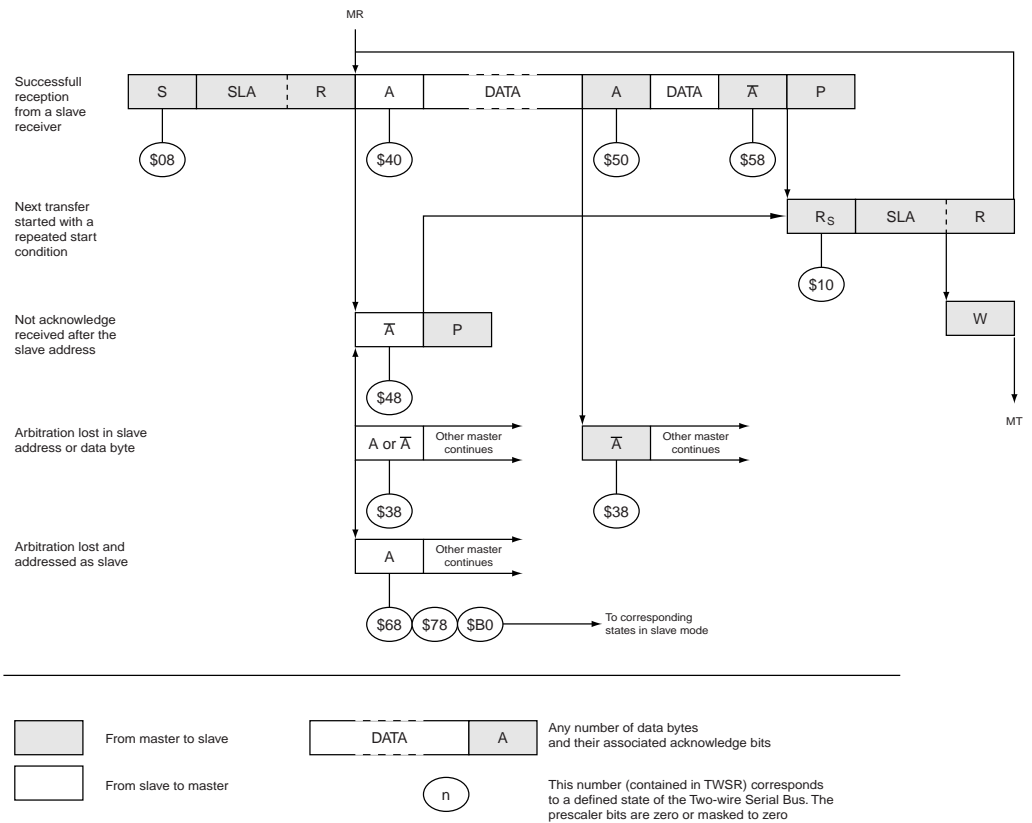 MR
Successfull
reception
from a slave
receiver
S SLA R A DATA A DATA A̅ P
$08 $40 $50 $58
Next transfer
started with a
repeated start
condition
RS SLA R
$10
Not acknowledge
received after the
slave address
A̅ P
W
$48
MT
Arbitration lost in slave
address or data byte
A or A̅
Other master
continues
A̅
Other master
continues
$38 $38
Arbitration lost and
addressed as slave
A
Other master
continues
$68 $78 $B0
To corresponding
states in slave mode
From master to slave
DATA A
Any number of data bytes
and their associated acknowledge bits
From slave to master
n
This number (contained in TWSR) corresponds
to a defined state of the Two-wire Serial Bus. The
prescaler bits are zero or masked to zero